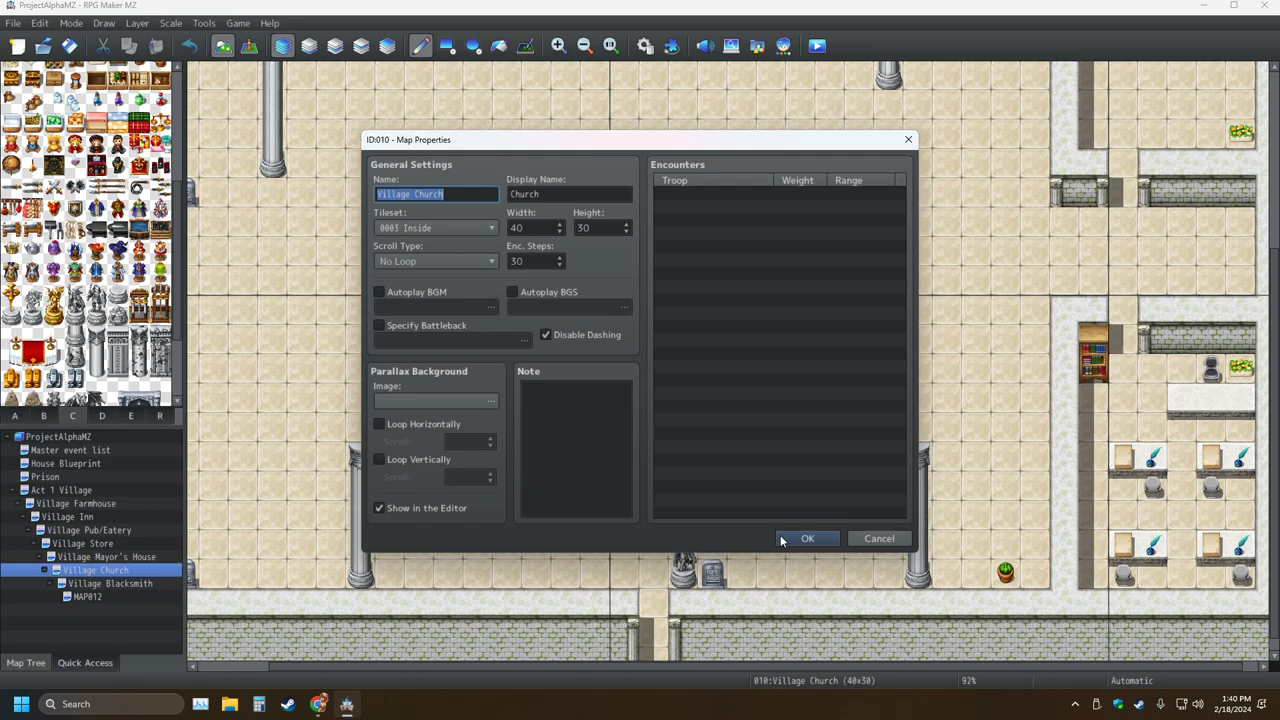 ProjectAlphaMZ - RPG Maker MZ
File Edit Mode Draw Layer Scale Tools Game Help
ID:010 - Map Properties
General Settings
Name:
Display Name:
Village Church
Church
Tileset:
Width:
Height:
0003 Inside
40
30
Scroll Type:
Enc. Steps:
No Loop
30
Autoplay BGM
Autoplay BGS
Specify Battleback
Disable Dashing
Parallax Background
Note
Image:
Loop Horizontally
Scroll:
Loop Vertically
Scroll:
Show in the Editor
Encounters
Troop Weight Range
OK
Cancel
A B C D E R
ProjectAlphaMZ
Master event list
House Blueprint
Prison
Act 1 Village
Village Farmhouse
Village Inn
Village Pub/Eatery
Village Store
Village Mayor's House
Village Church
Village Blacksmith
MAP012
Map Tree
Quick Access
010:Village Church (40x30)
92%
Automatic
Search
1:40 PM
2/18/2024